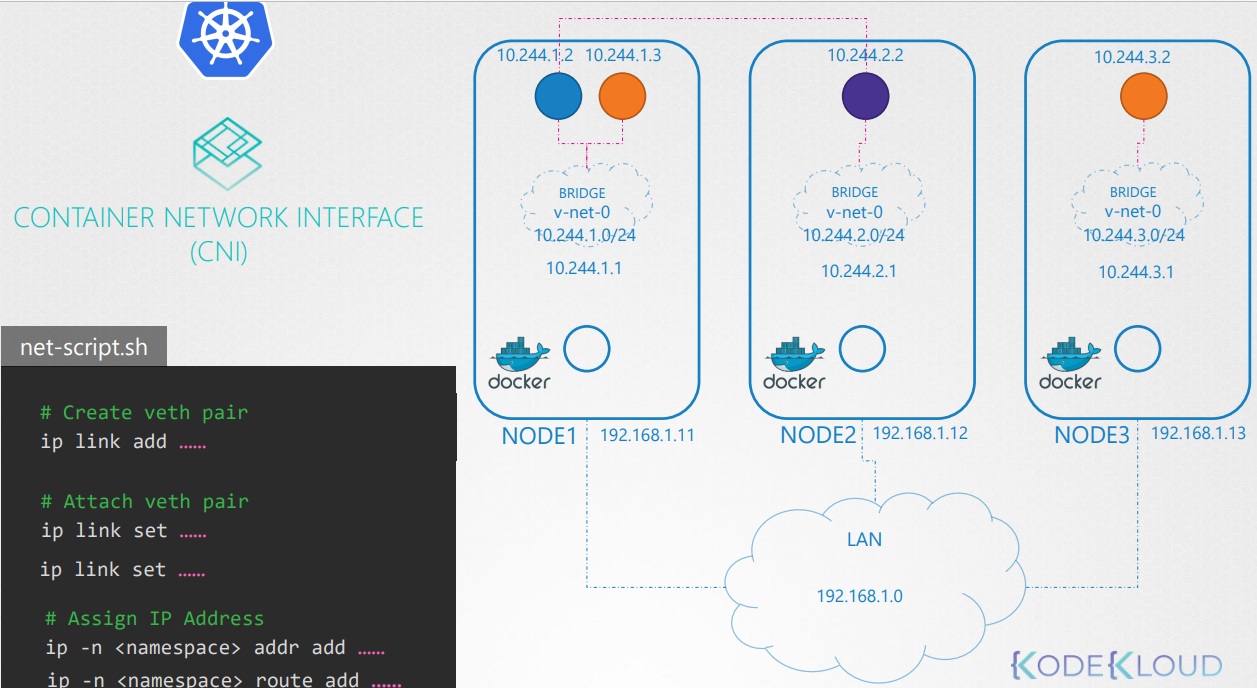 CONTAINER NETWORK INTERFACE
(CNI)
net-script.sh
# Create veth pair
ip link add ……
# Attach veth pair
ip link set ……
ip link set ……
# Assign IP Address
ip -n <namespace> addr add ……
ip -n <namespace> route add ……
10.244.1.2 10.244.1.3
BRIDGE
v-net-0
10.244.1.0/24
10.244.1.1
docker
NODE1 192.168.1.11
10.244.2.2
BRIDGE
v-net-0
10.244.2.0/24
10.244.2.1
docker
NODE2 192.168.1.12
10.244.3.2
BRIDGE
v-net-0
10.244.3.0/24
10.244.3.1
docker
NODE3 192.168.1.13
LAN
192.168.1.0
KODEKLOUD